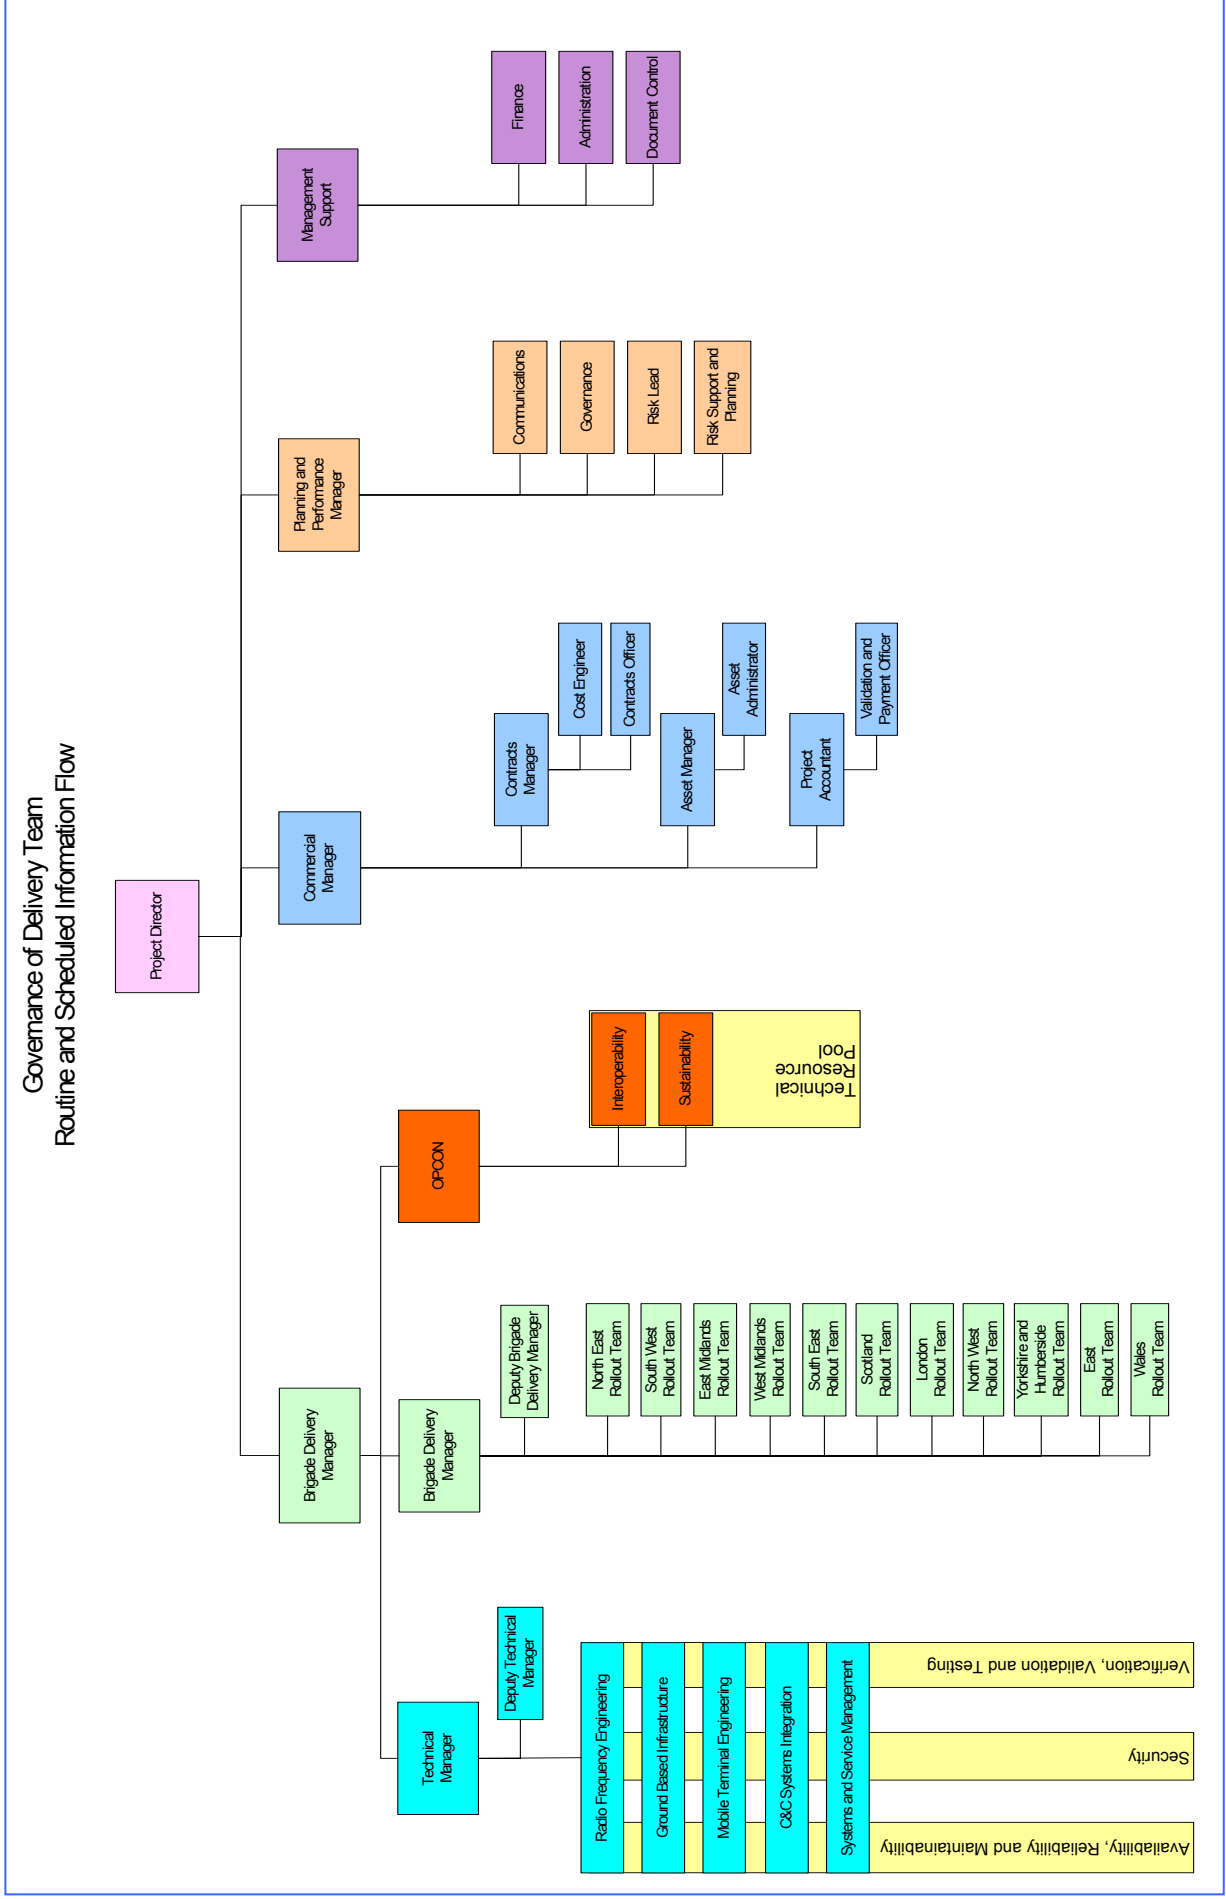 Governance of Delivery Team
Routine and Scheduled Information Flow
Project Director
Brigade Delivery
Manager
Commercial
Manager
Planning and
Performance
Manager
Management
Support
Technical
Manager
Brigade Delivery
Manager
OPCON
Deputy Technical
Manager
Radio Frequency Engineering
Ground Based Infrastructure
Mobile Terminal Engineering
C&C Systems Integration
Systems and Service Management
Availability, Reliability and Maintainability
Security
Verification, Validation and Testing
Deputy Brigade
Delivery Manager
North East
Rollout Team
South West
Rollout Team
East Midlands
Rollout Team
West Midlands
Rollout Team
South East
Rollout Team
Scotland
Rollout Team
London
Rollout Team
North West
Rollout Team
Yorkshire and
Humberside
Rollout Team
East
Rollout Team
Wales
Rollout Team
Interoperability
Sustainability
Technical
Resource
Pool
Contracts
Manager
Cost Engineer
Contracts Officer
Asset Manager
Asset
Administrator
Project
Accountant
Validation and
Payment Officer
Communications
Governance
Risk Lead
Risk Support and
Planning
Finance
Administration
Document Control